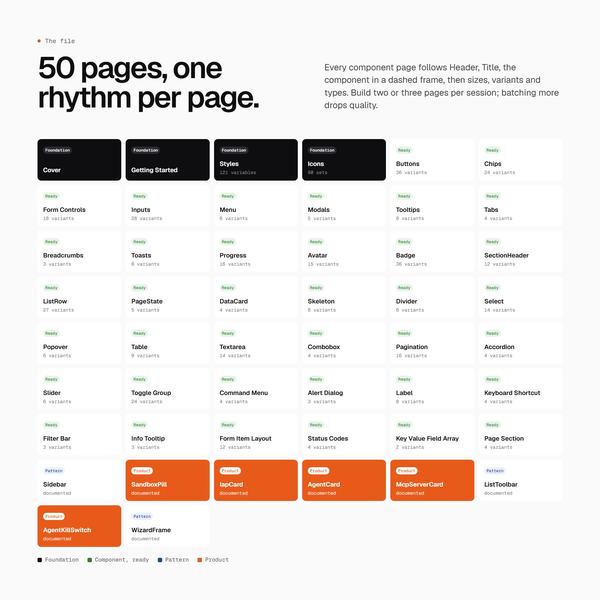 The file
50 pages, one
rhythm per page.
Every component page follows Header, Title, the
component in a dashed frame, then sizes, variants and
types. Build two or three pages per session; batching more
drops quality.
Foundation
Cover
Foundation
Getting Started
Foundation
Styles
121 variables
Foundation
Icons
98 sets
Ready
Buttons
36 variants
Ready
Chips
24 variants
Ready
Form Controls
18 variants
Ready
Inputs
28 variants
Ready
Menu
6 variants
Ready
Modals
5 variants
Ready
Tooltips
8 variants
Ready
Tabs
4 variants
Ready
Breadcrumbs
3 variants
Ready
Toasts
8 variants
Ready
Progress
16 variants
Ready
Avatar
15 variants
Ready
Badge
36 variants
Ready
SectionHeader
12 variants
Ready
ListRow
27 variants
Ready
PageState
5 variants
Ready
DataCard
4 variants
Ready
Skeleton
8 variants
Ready
Divider
6 variants
Ready
Select
14 variants
Ready
Popover
6 variants
Ready
Table
9 variants
Ready
Textarea
14 variants
Ready
Combobox
4 variants
Ready
Pagination
16 variants
Ready
Accordion
4 variants
Ready
Slider
6 variants
Ready
Toggle Group
24 variants
Ready
Command Menu
4 variants
Ready
Alert Dialog
3 variants
Ready
Label
8 variants
Ready
Keyboard Shortcut
4 variants
Ready
Filter Bar
3 variants
Ready
Info Tooltip
3 variants
Ready
Form Item Layout
12 variants
Ready
Status Codes
4 variants
Ready
Key Value Field Array
2 variants
Ready
Page Section
4 variants
Pattern
Sidebar
documented
Product
SandboxPill
documented
Product
IapCard
documented
Product
AgentCard
documented
Product
McpServerCard
documented
Pattern
ListToolbar
documented
Product
AgentKillSwitch
documented
Pattern
WizardFrame
documented
Foundation
Component, ready
Pattern
Product